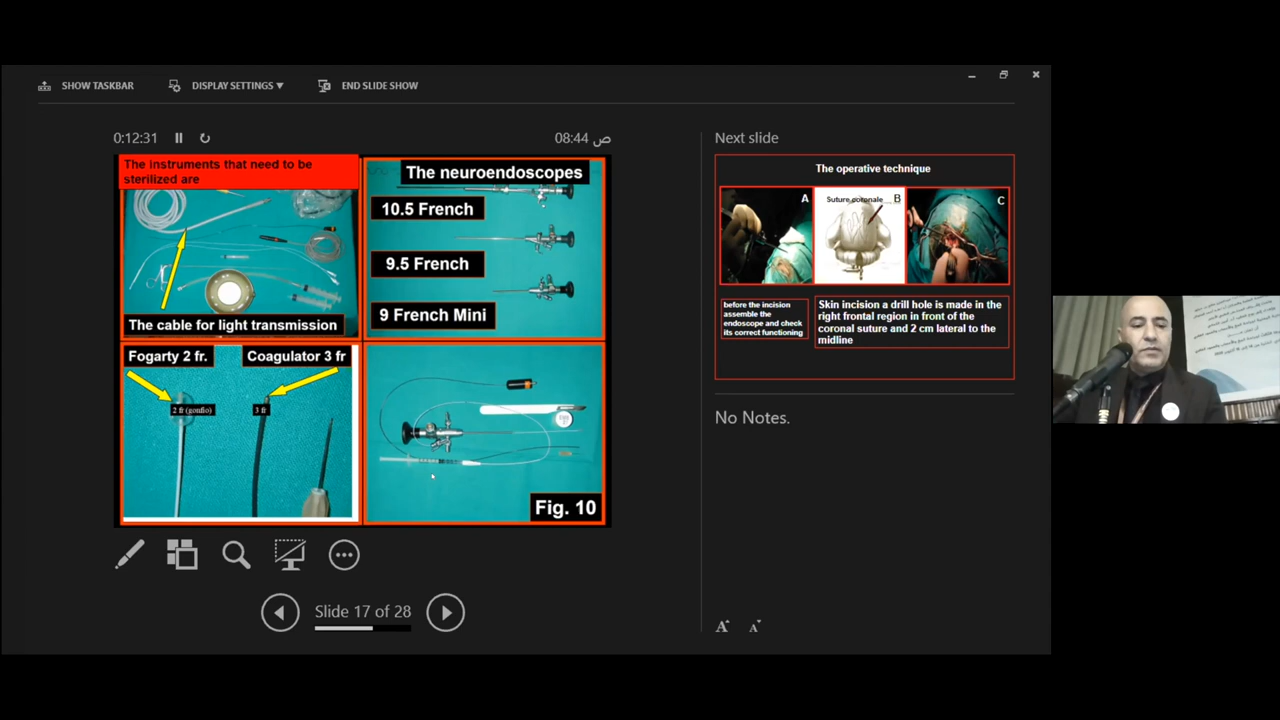 SHOW TASKBAR
DISPLAY SETTINGS ▼
END SLIDE SHOW
0:12:31
08:44 ص
The instruments that need to be
sterilized are
The cable for light transmission
The neuroendoscopes
10.5 French
9.5 French
9 French Mini
Fogarty 2 fr.
Coagulator 3 fr
2 fr (gonfio)
3 fr
Fig. 10
Slide 17 of 28
Next slide
The operative technique
A
Suture coronale
B
C
before the incision
assemble the
endoscope and check
its correct functioning
Skin incision a drill hole is made in the
right frontal region in front of the
coronal suture and 2 cm lateral to the
midline
No Notes.
A
A